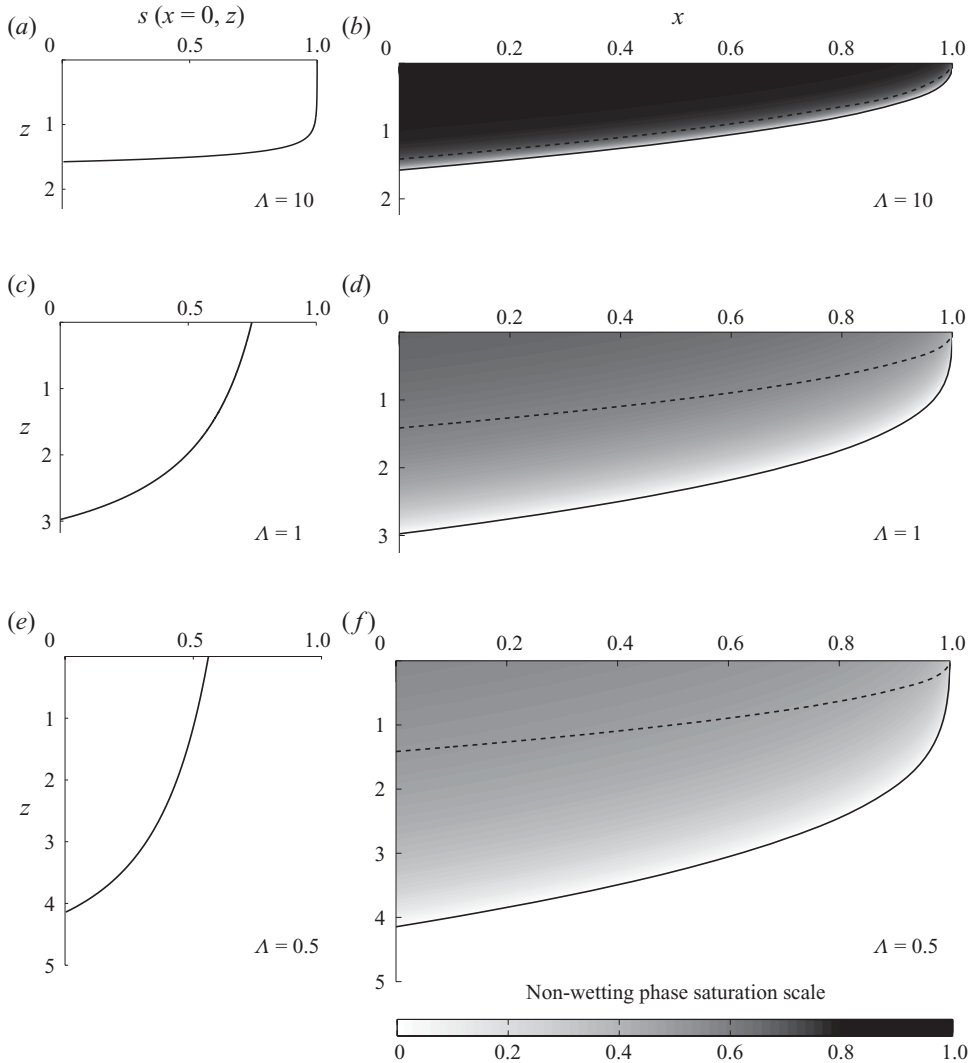 (a) s (x = 0, z)
0 0.5 1.0
z
1
2
Λ = 10
(b) x
0 0.2 0.4 0.6 0.8 1.0
1
2
Λ = 10
(c)
0 0.5 1.0
z
1
2
3
Λ = 1
(d)
0 0.2 0.4 0.6 0.8 1.0
1
2
3
Λ = 1
(e)
0 0.5 1.0
z
1
2
3
4
5
Λ = 0.5
(f)
0 0.2 0.4 0.6 0.8 1.0
1
2
3
4
5
Λ = 0.5
Non-wetting phase saturation scale
0 0.2 0.4 0.6 0.8 1.0